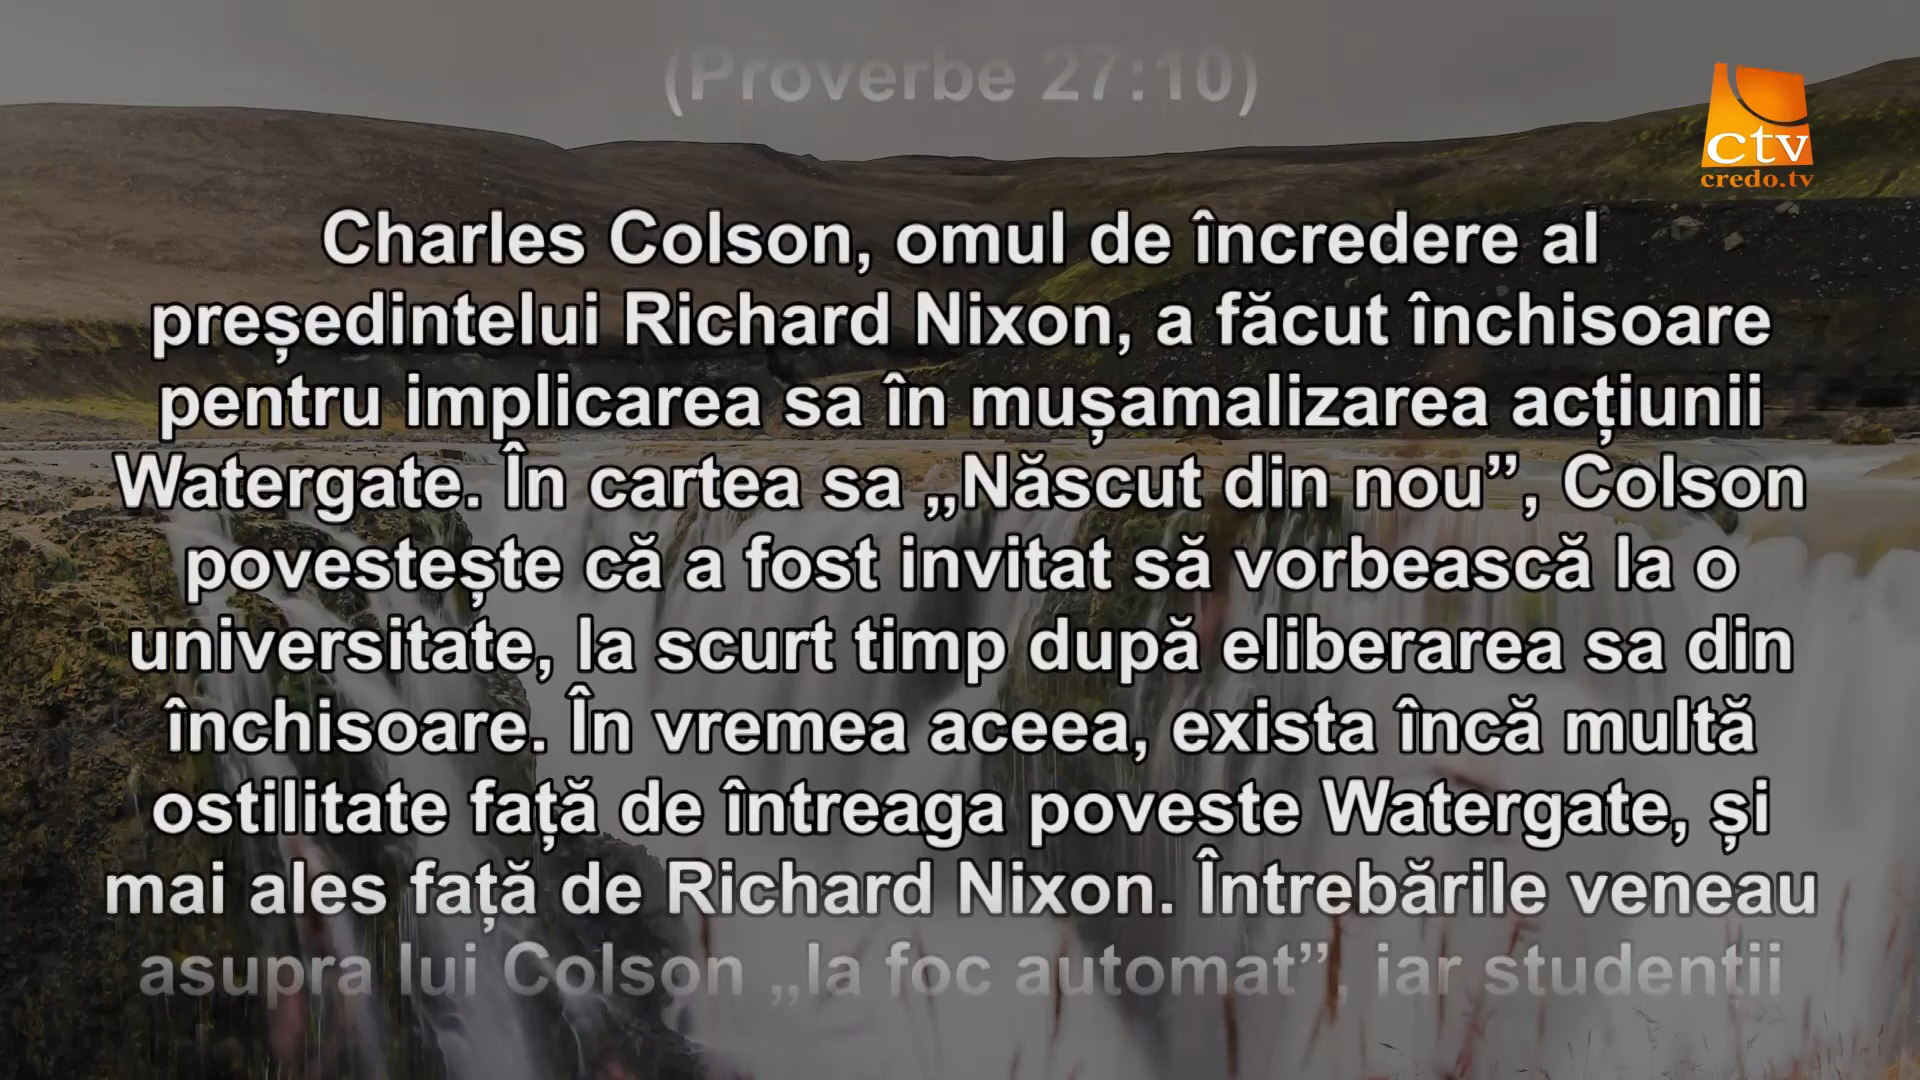 (Proverbe 27:10)
ctv
credo.tv
Charles Colson, omul de încredere al
președintelui Richard Nixon, a făcut închisoare
pentru implicarea sa în mușamalizarea acțiunii
Watergate. În cartea sa „Născut din nou”, Colson
povestește că a fost invitat să vorbească la o
universitate, la scurt timp după eliberarea sa din
închisoare. În vremea aceea, exista încă multă
ostilitate față de întreaga poveste Watergate, și
mai ales față de Richard Nixon. Întrebările veneau
asupra lui Colson „la foc automat”, iar studenții